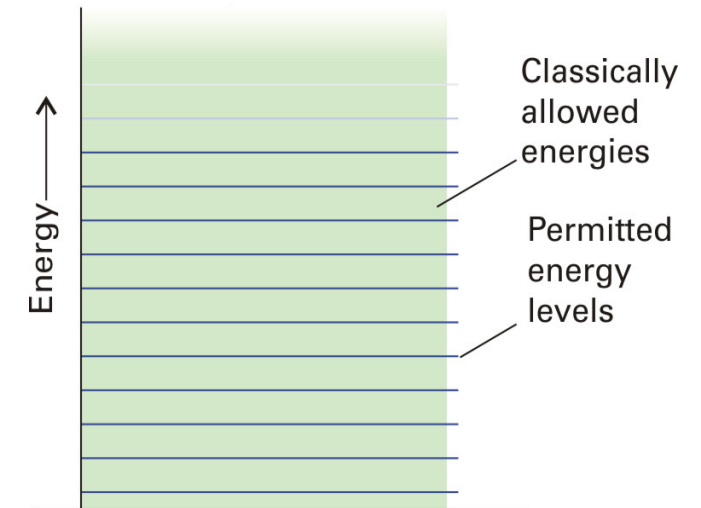 Classically
allowed
energies
Energy
Permitted
energy
levels